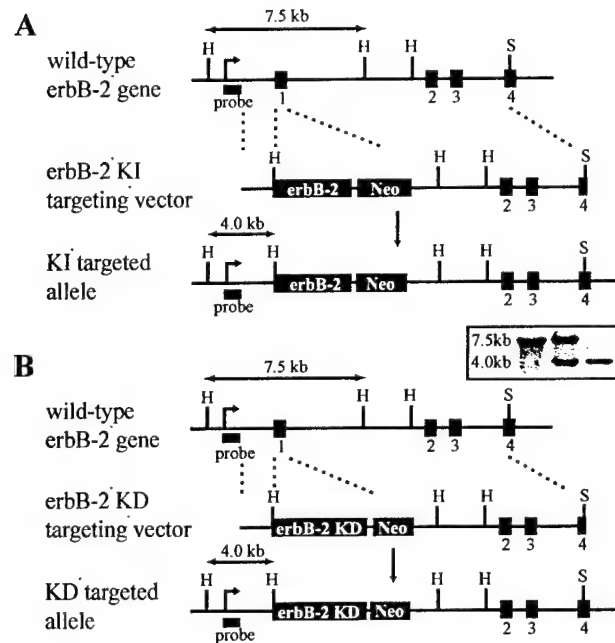 A
7.5 kb
H H H S
wild-type
erbB-2 gene
probe 1 2 3 4
H H H S
erbB-2 KI
targeting vector
erbB-2 Neo
2 3 4
4.0 kb
H H H H S
KI targeted
allele
erbB-2 Neo
probe 2 3 4
7.5kb
4.0kb
B
7.5 kb
H H H S
wild-type
erbB-2 gene
probe 1 2 3 4
H H H S
erbB-2 KD
targeting vector
erbB-2 KD Neo
2 3 4
4.0 kb
H H H H S
KD targeted
allele
erbB-2 KD Neo
probe 2 3 4